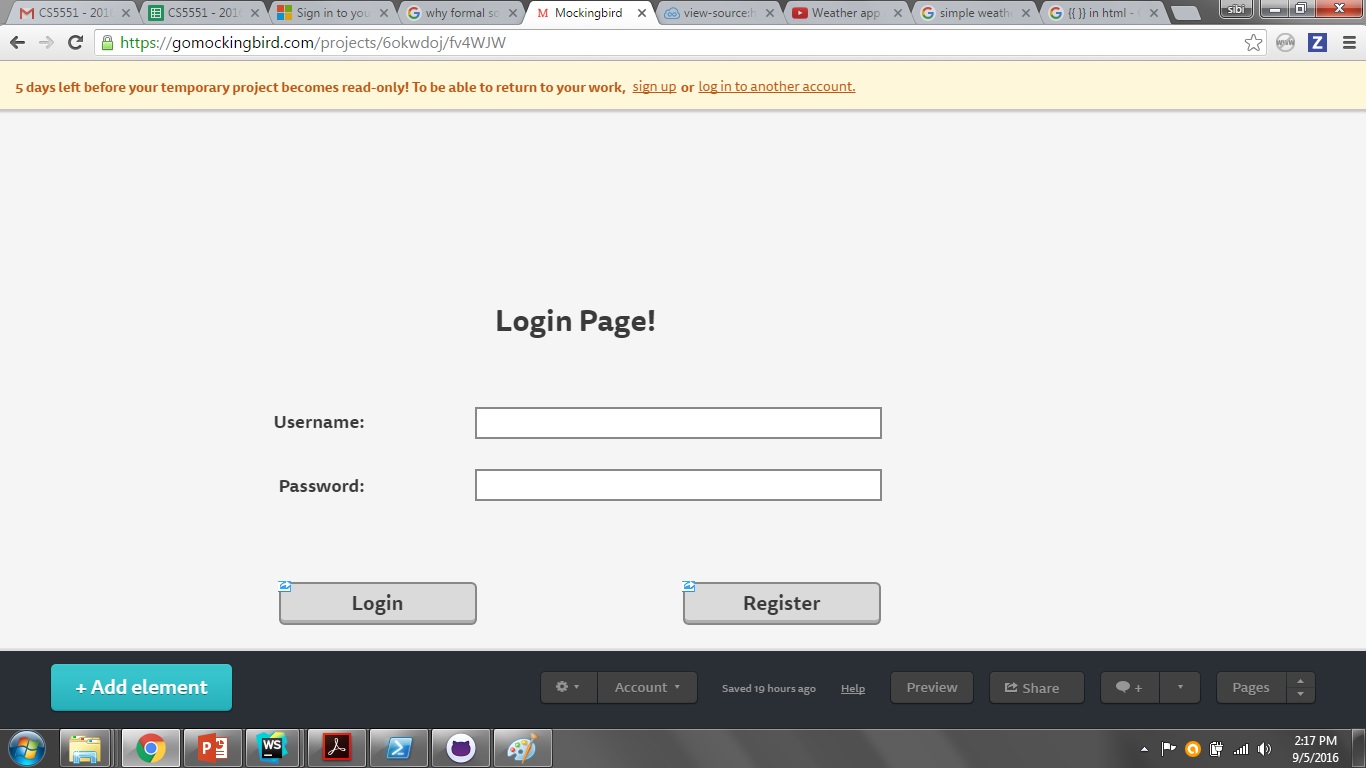 CS5551 - 201
CS5551 - 201
Sign in to you
why formal so
M Mockingbird
view-source:h
Weather app
simple weath
{{ }} in html -
sibi
https://gomockingbird.com/projects/6okwdoj/fv4WJW
www
Z
5 days left before your temporary project becomes read-only! To be able to return to your work, sign up or log in to another account.
Login Page!
Username:
Password:
Login
Register
+ Add element
Account
Saved 19 hours ago
Help
Preview
Share
+
Pages
WS
2:17 PM
9/5/2016